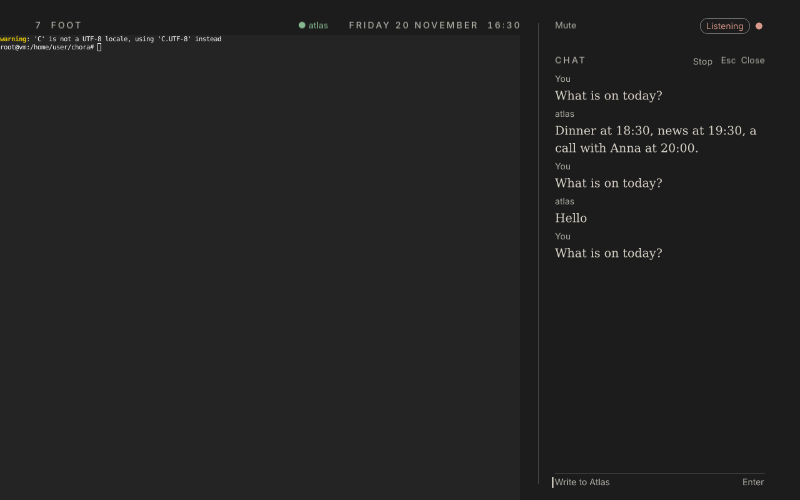 7 FOOT
atlas
FRIDAY 20 NOVEMBER 16:30
warning: 'C' is not a UTF-8 locale, using 'C.UTF-8' instead
root@vm:/home/user/chora#
Mute
Listening
CHAT
Stop Esc Close
You
What is on today?
atlas
Dinner at 18:30, news at 19:30, a
call with Anna at 20:00.
You
What is on today?
atlas
Hello
You
What is on today?
Write to Atlas
Enter